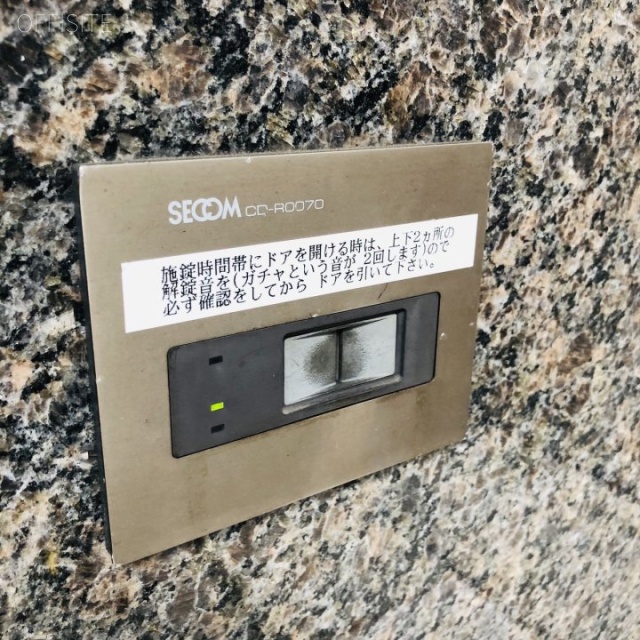 OFFISITE
SECOM CQ-R0070
施錠時間帯にドアを開ける時は、上下2ヵ所の
解錠音を(ガチャという音が2回します)ので
必ず確認をしてから ドアを引いて下さい。